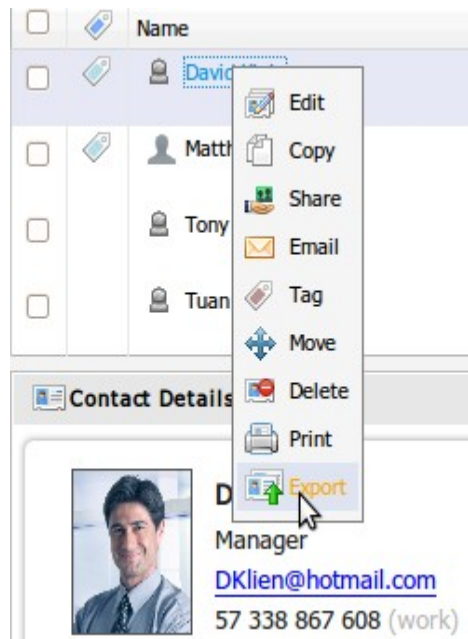 Name
David
Edit
Matth
Copy
Share
Tony
Email
Tuan
Tag
Move
Delete
Contact Details
Print
Export
D
Manager
DKlien@hotmail.com
57 338 867 608 (work)